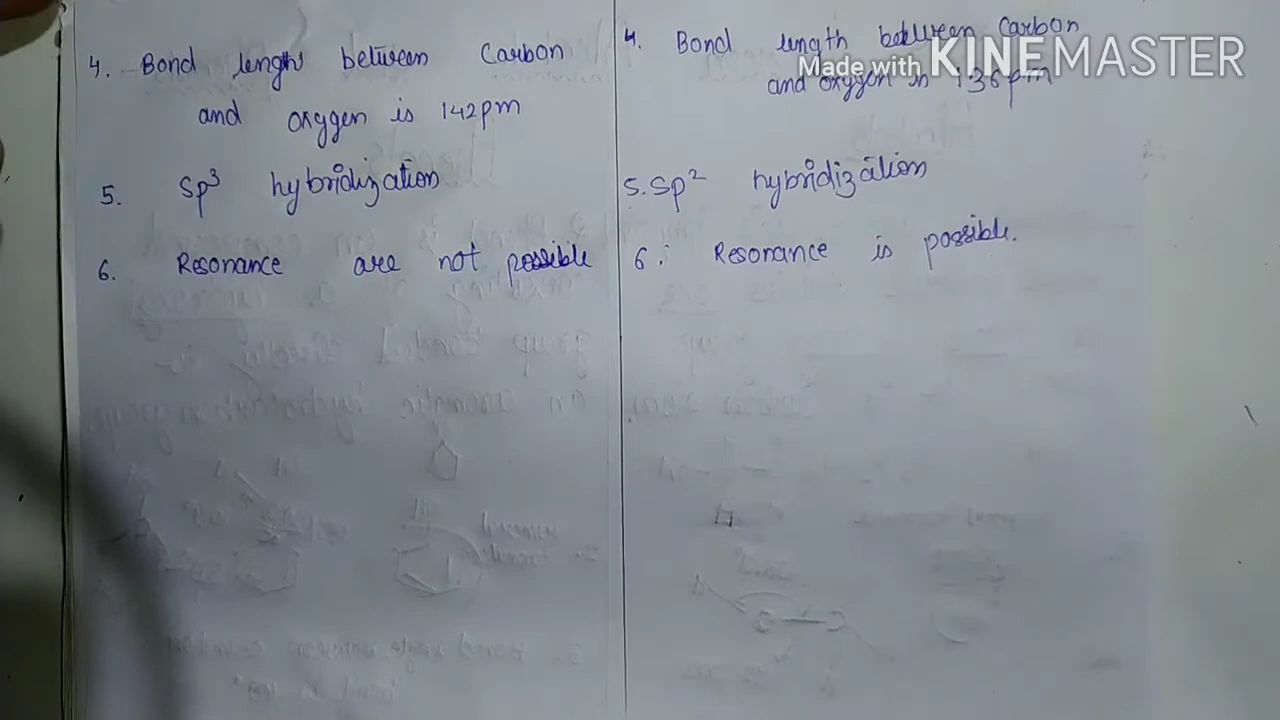 4. Bond length between Carbon
and oxygen is 142pm
5. Sp³ hybridization
6. Resonance are not possible
4. Bond length between Carbon
and oxygen is 136pm
5. Sp² hybridization
6. Resonance is possible.
Made with KINEMASTER